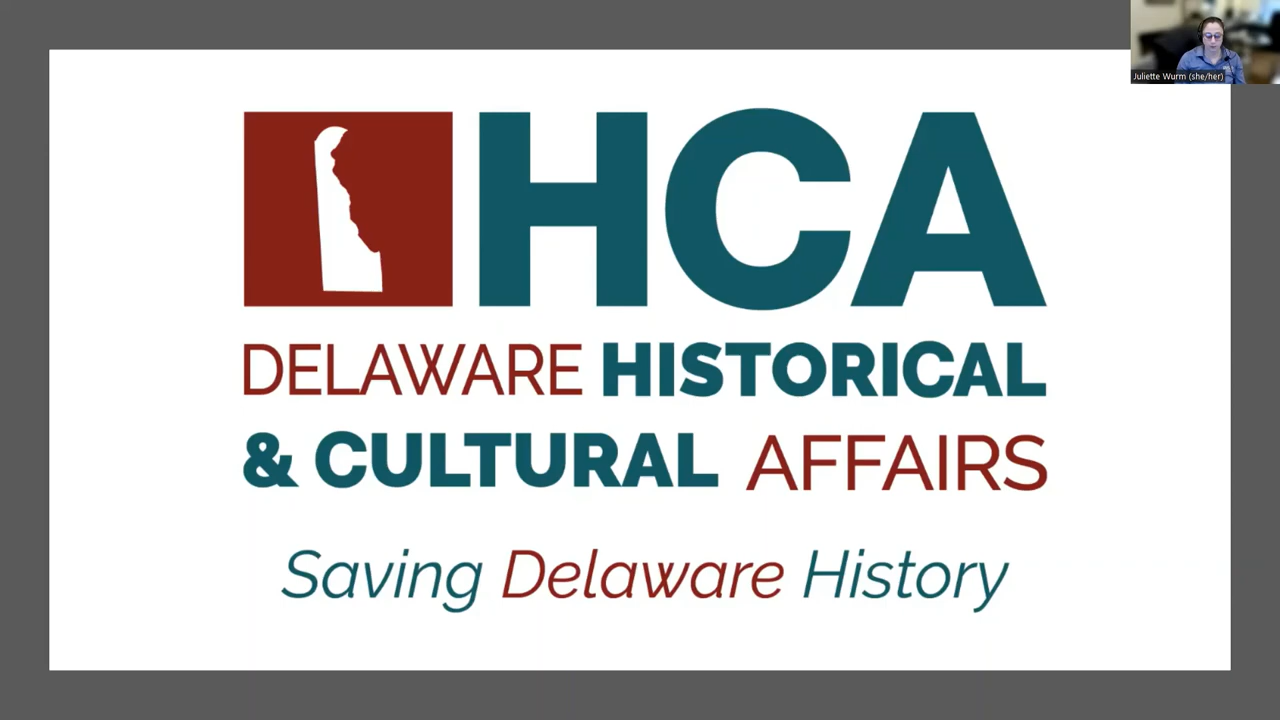 Juliette Wurm (she/her)
HCA
DELAWARE HISTORICAL
& CULTURAL AFFAIRS
Saving Delaware History